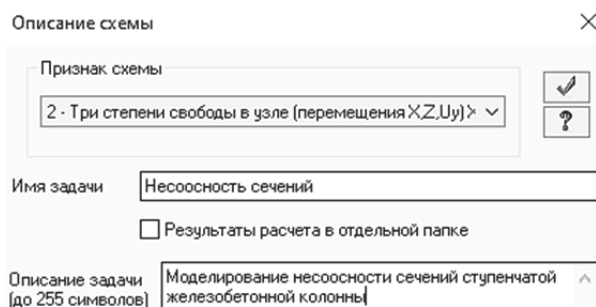 Описание схемы
Признак схемы
2 - Три степени свободы в узле (перемещения X,Z,Uy) X
?
Имя задачи
Несоосность сечений
Результаты расчета в отдельной папке
Описание задачи
(до 255 символов)
Моделирование несоосности сечений ступенчатой
железобетонной колонны